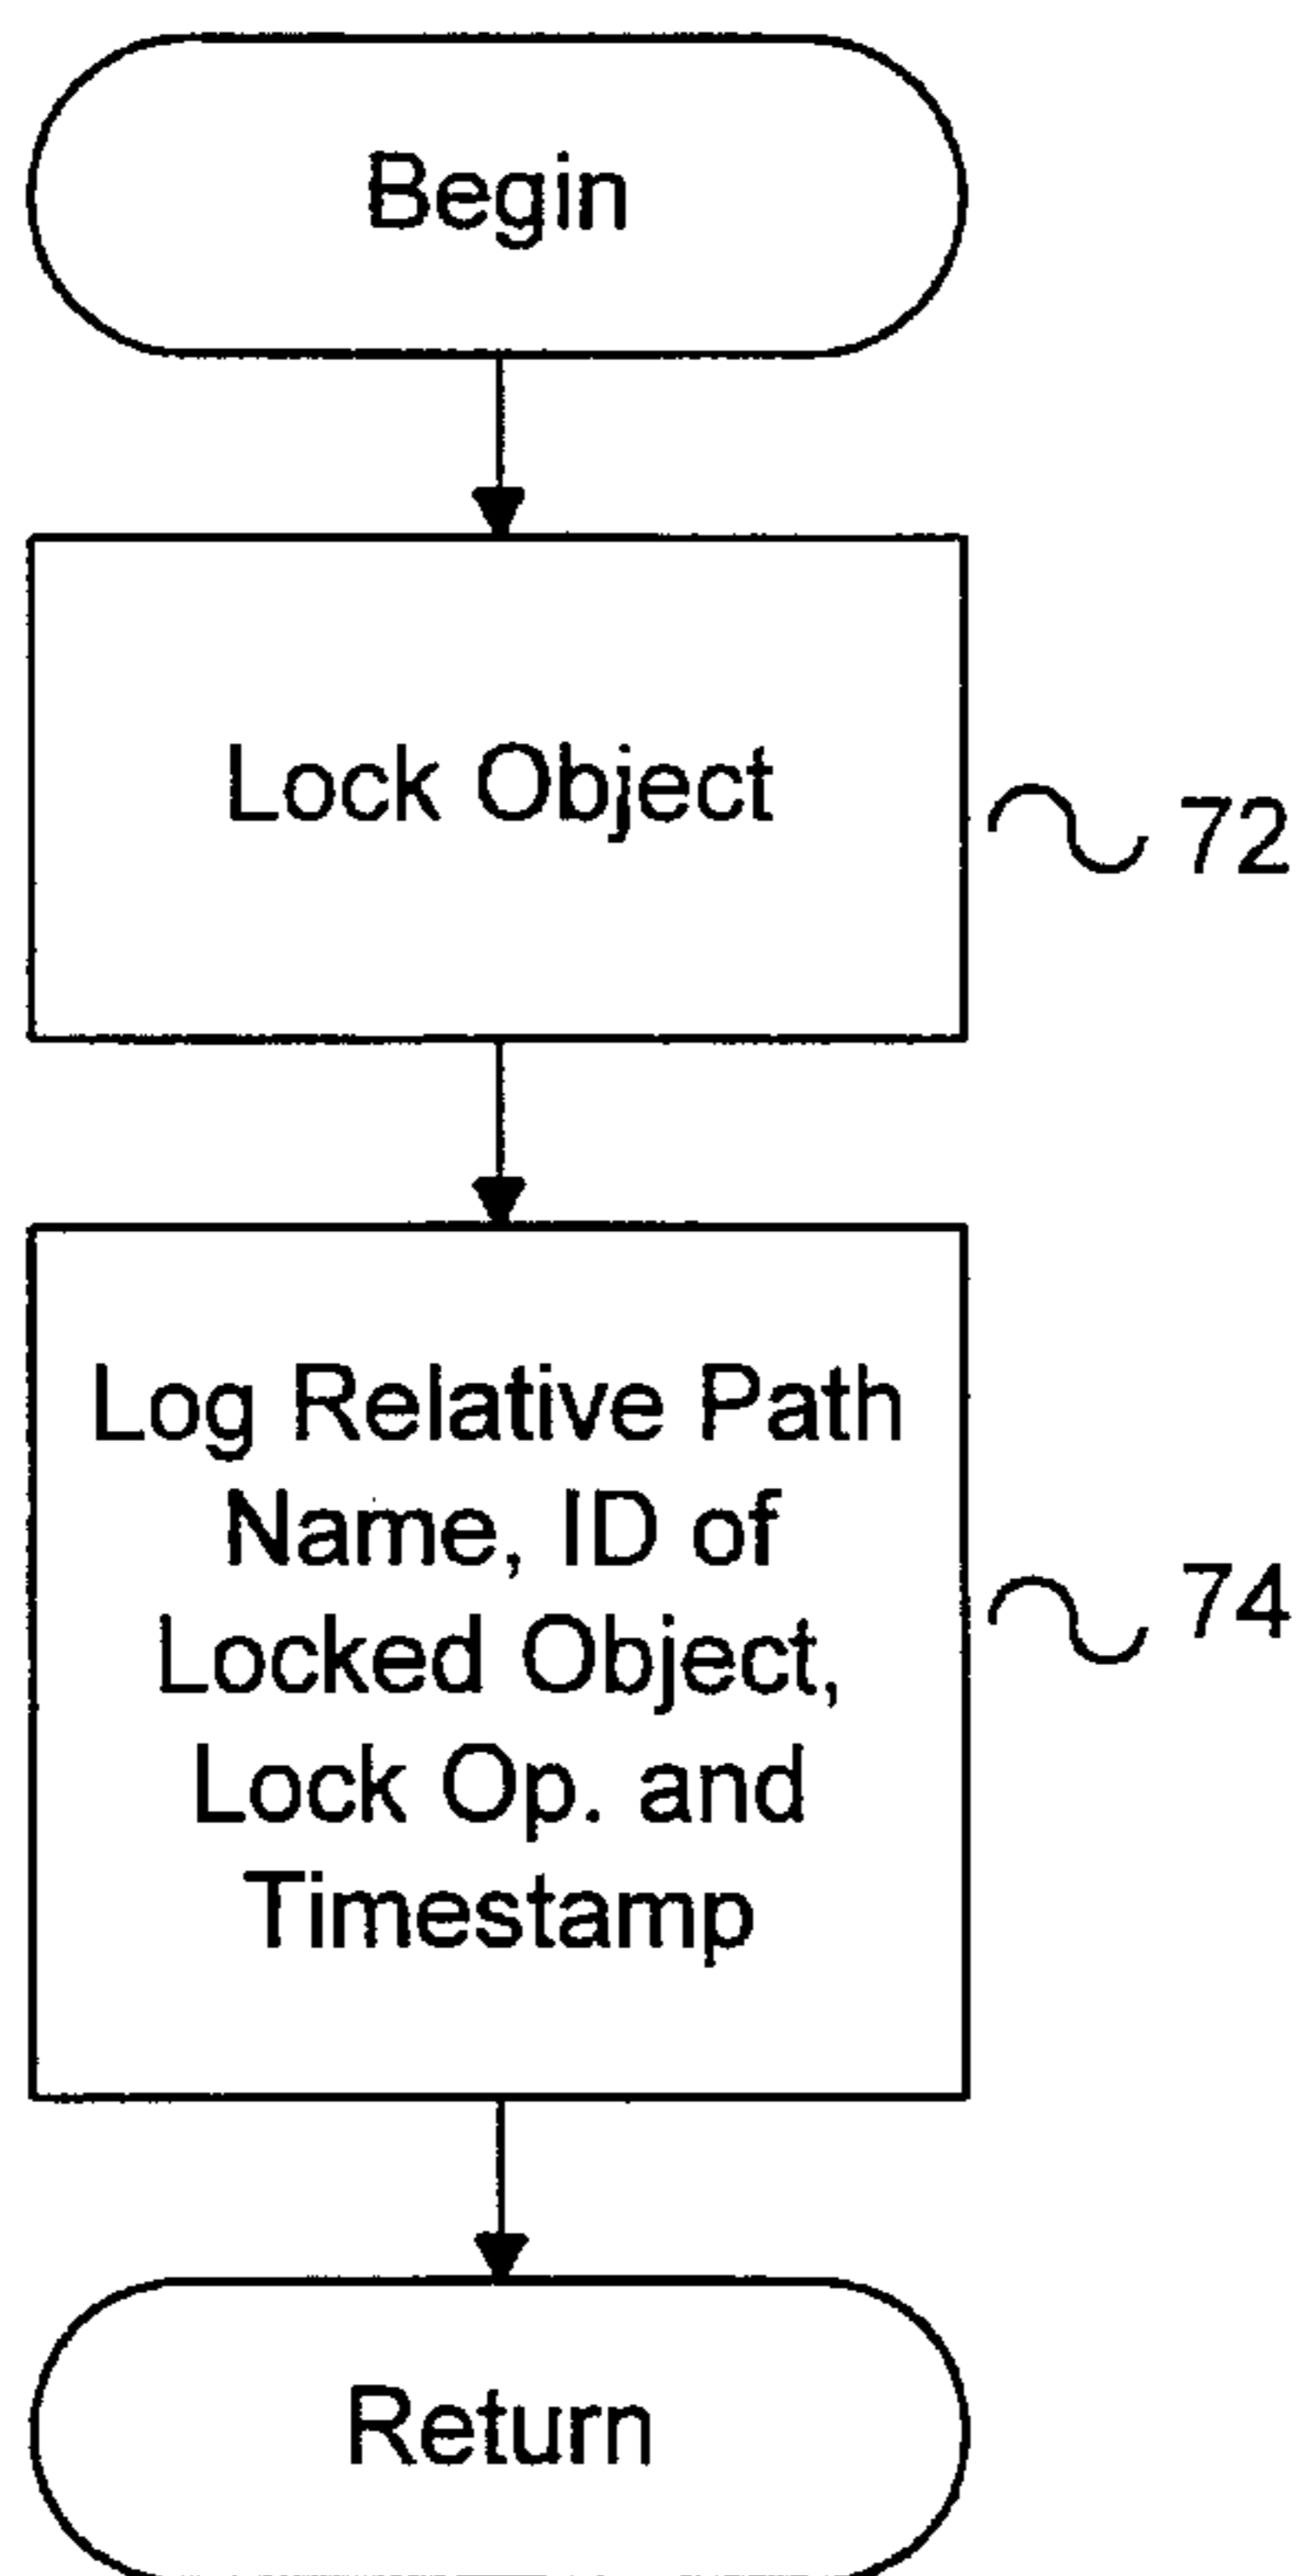 Begin
Lock Object
72
Log Relative Path
Name, ID of
Locked Object,
Lock Op. and
Timestamp
74
Return